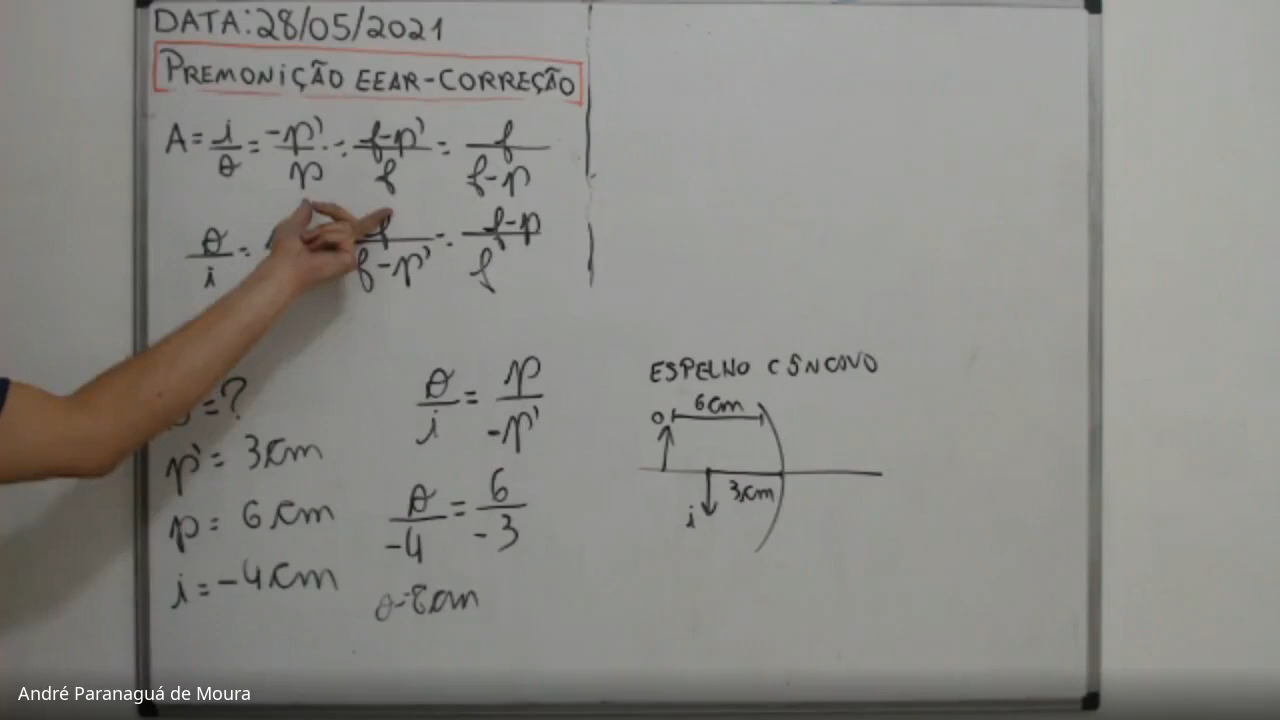 DATA:28/05/2021
PREMONIÇÃO EEAR-CORREÇÃO
A = i/o = -p'/p = f-p'/f = f/f-p
o/i = f/f-p' = f-p/f
=?
p' = 3cm
p = 6cm
i = -4cm
o/i = p/-p'
o/-4 = 6/-3
o=8cm
ESPELHO CÔNCAVO
6cm
o
3cm
i
André Paranaguá de Moura